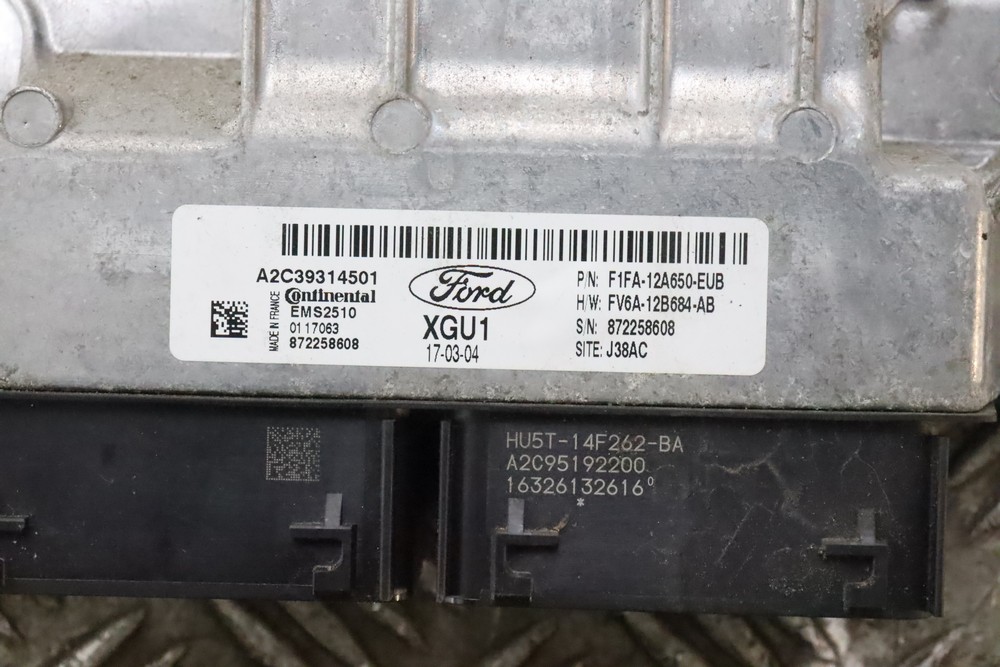 A2C39314501
Continental
EMS2510
0117063
872258608
MADE IN FRANCE
Ford
XGU1
17-03-04
P/N: F1FA-12A650-EUB
H/W: FV6A-12B684-AB
S/N: 872258608
SITE: J38AC
HU5T-14F262-BA
A2C95192200
16326132616⁰
*